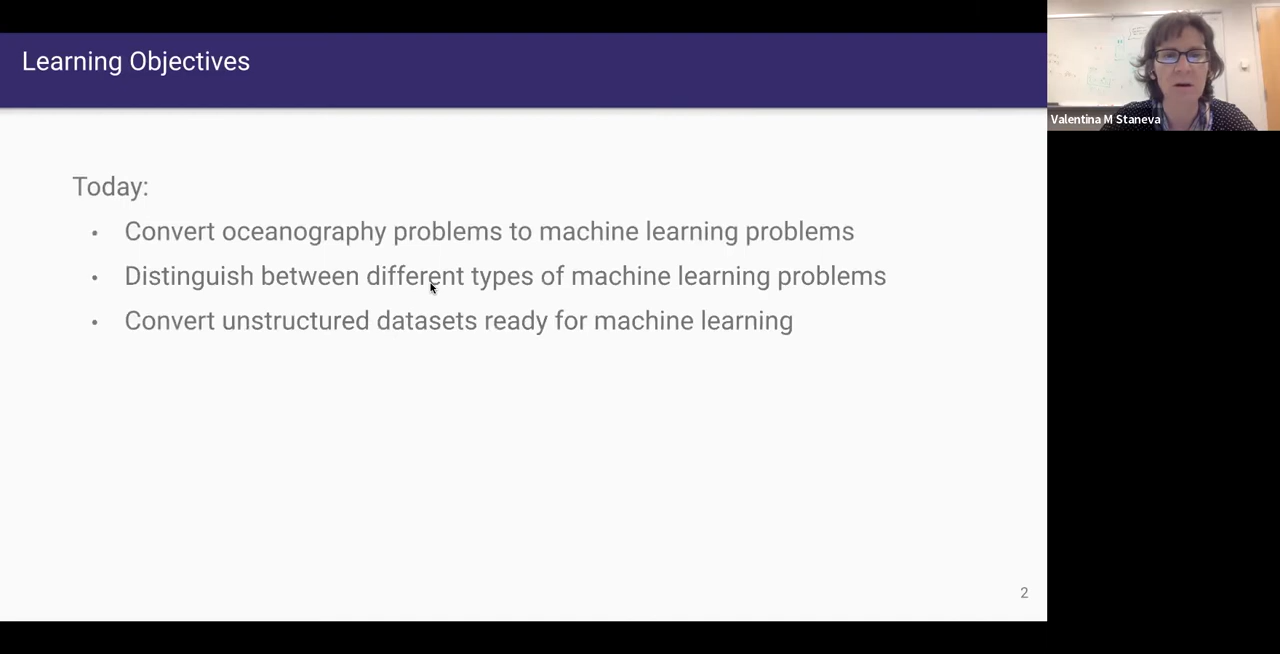 Learning Objectives
Today:
• Convert oceanography problems to machine learning problems
• Distinguish between different types of machine learning problems
• Convert unstructured datasets ready for machine learning
2
Valentina M Staneva